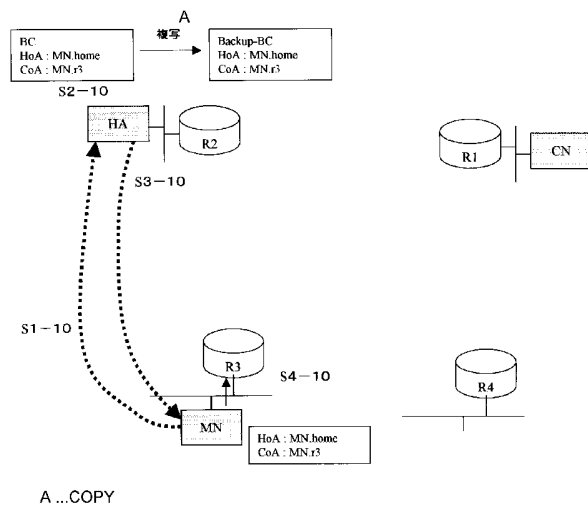 A
複写
BC
HoA : MN.home
CoA : MN.r3
Backup-BC
HoA : MN.home
CoA : MN.r3
S2-10
HA
R2
R1
CN
S3-10
S1-10
R3
S4-10
R4
MN
HoA : MN.home
CoA : MN.r3
A ...COPY